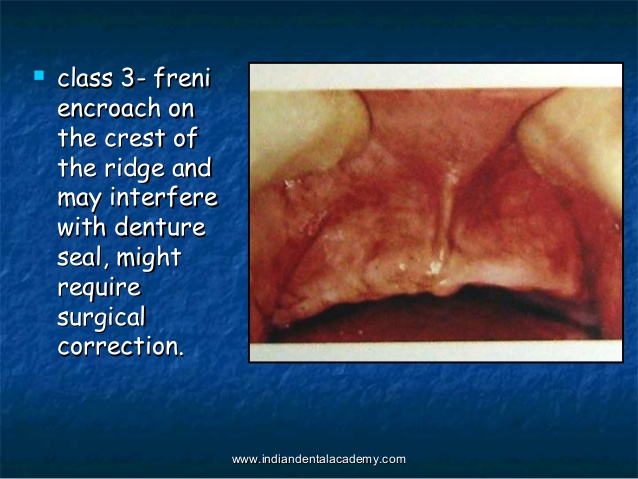 class 3- freni
encroach on
the crest of
the ridge and
may interfere
with denture
seal, might
require
surgical
correction.
www.indiandentalacademy.com